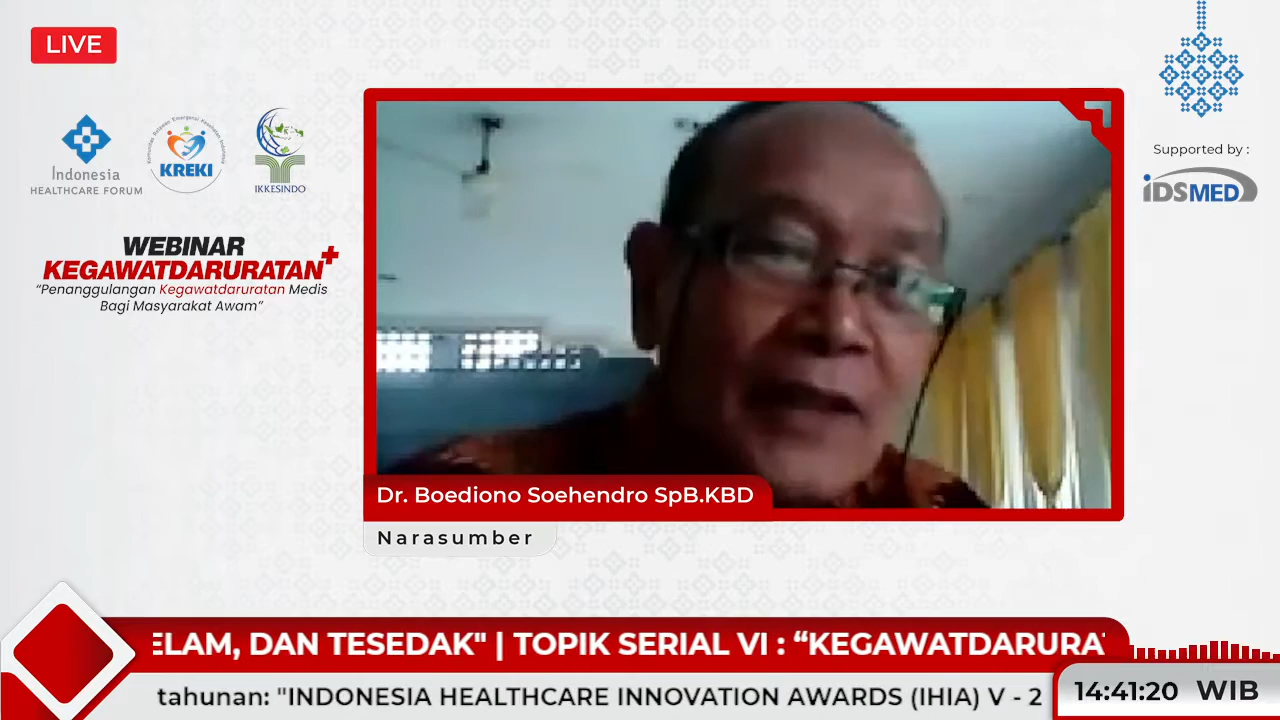 LIVE
Indonesia
HEALTHCARE FORUM
KREKI
IKKESINDO
WEBINAR
KEGAWATDARURATAN+
“Penanggulangan Kegawatdaruratan Medis
Bagi Masyarakat Awam”
Supported by :
iDSMED
Dr. Boediono Soehendro SpB.KBD
Narasumber
ELAM, DAN TESEDAK" | TOPIK SERIAL VI : “KEGAWATDARURA
tahunan: "INDONESIA HEALTHCARE INNOVATION AWARDS (IHIA) V - 2
14:41:20 WIB